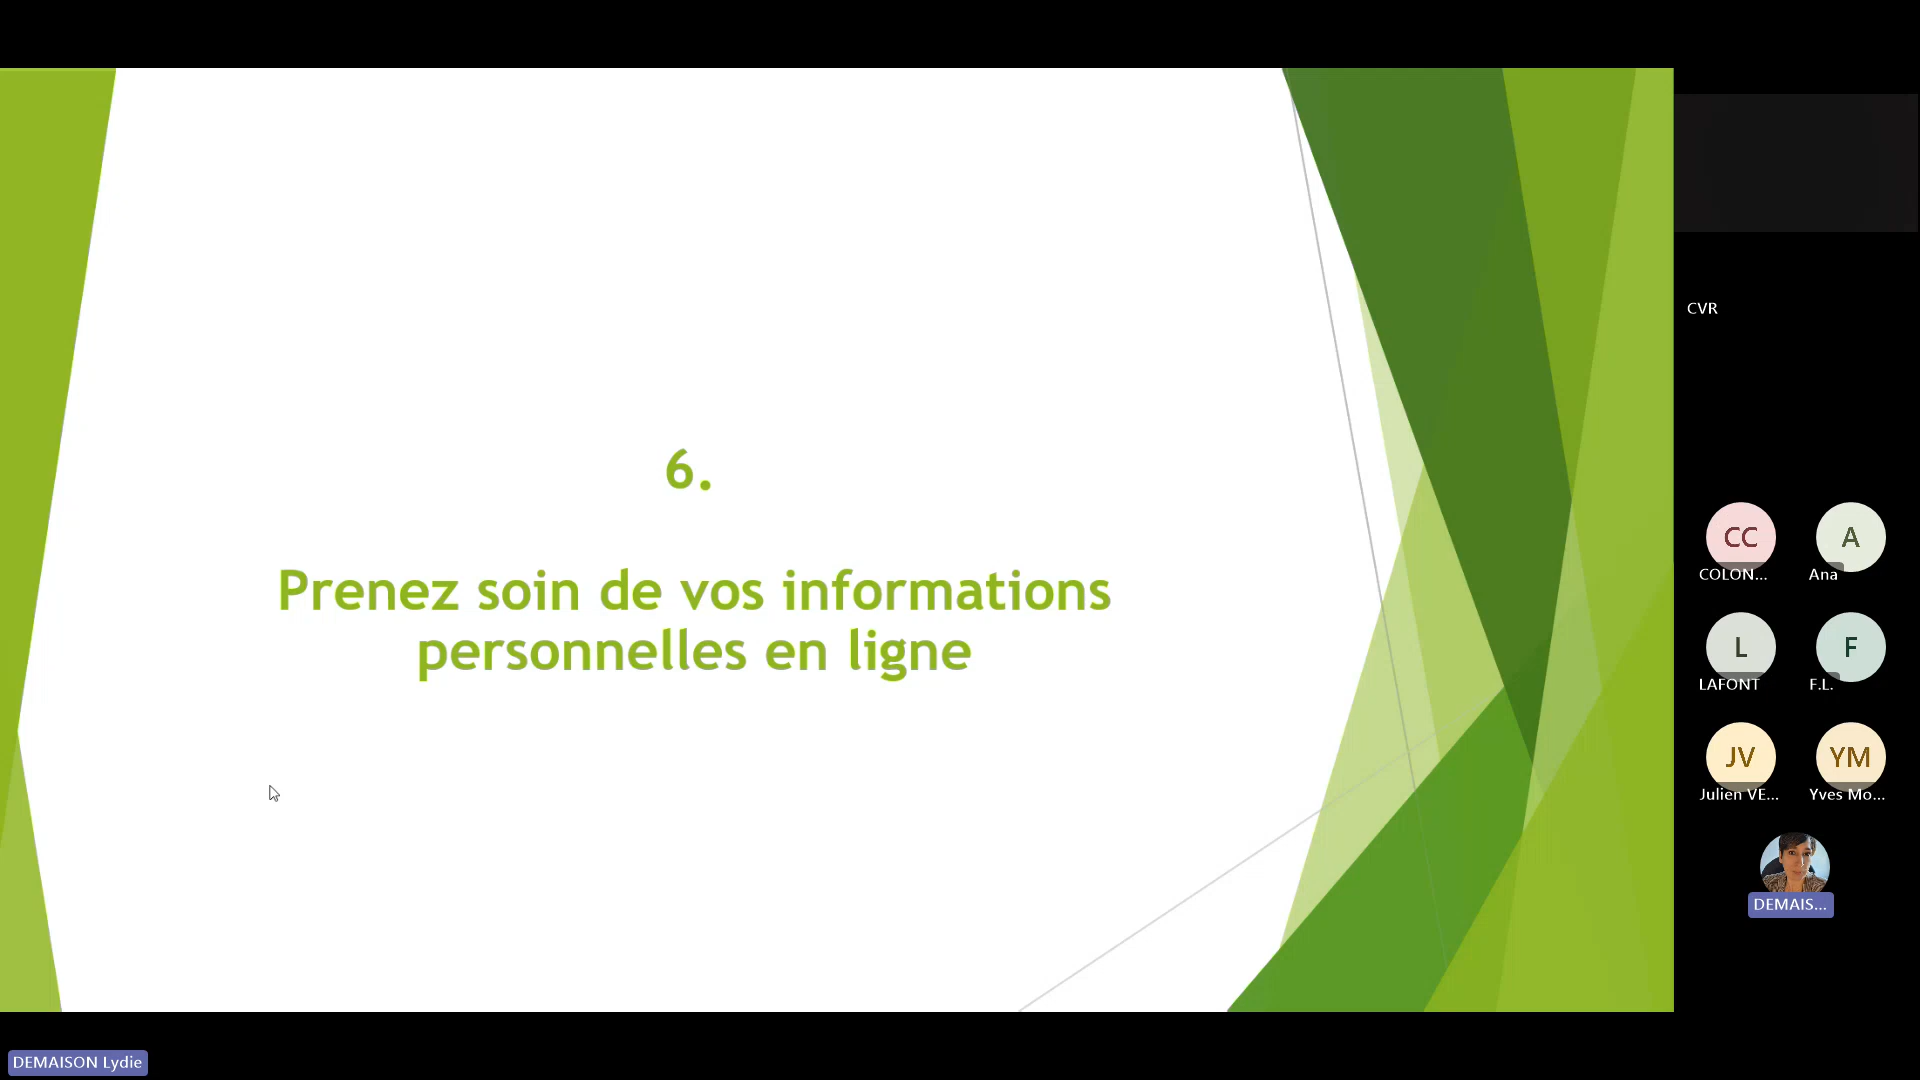 6.
Prenez soin de vos informations
personnelles en ligne
CVR
CC
COLON...
A
Ana
L
LAFONT
F
F.L.
JV
Julien VE...
YM
Yves Mo...
DEMAIS...
DEMAISON Lydie